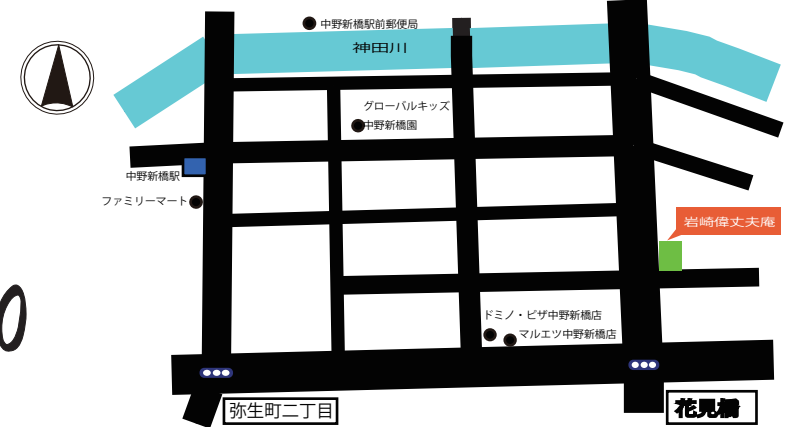 中野新橋駅前郵便局
神田川
グローバルキッズ
中野新橋園
中野新橋駅
ファミリーマート
岩崎偉丈夫庵
ドミノ・ピザ中野新橋店
マルエツ中野新橋店
弥生町二丁目
花見橋